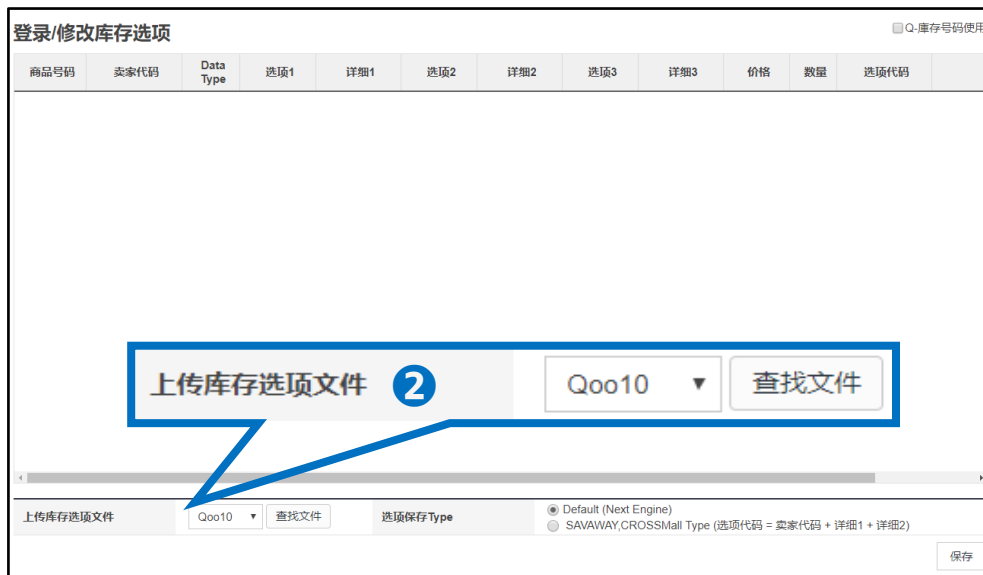 登录/修改库存选项
Q-庫存号码使用
商品号码 卖家代码 Data Type 选项1 详细1 选项2 详细2 选项3 详细3 价格 数量 选项代码
上传库存选项文件 2 Qoo10 查找文件
上传库存选项文件 Qoo10 查找文件 选项保存Type Default (Next Engine)
SAVAWAY,CROSSMall Type (选项代码 = 卖家代码 + 详细1 + 详细2)
保存